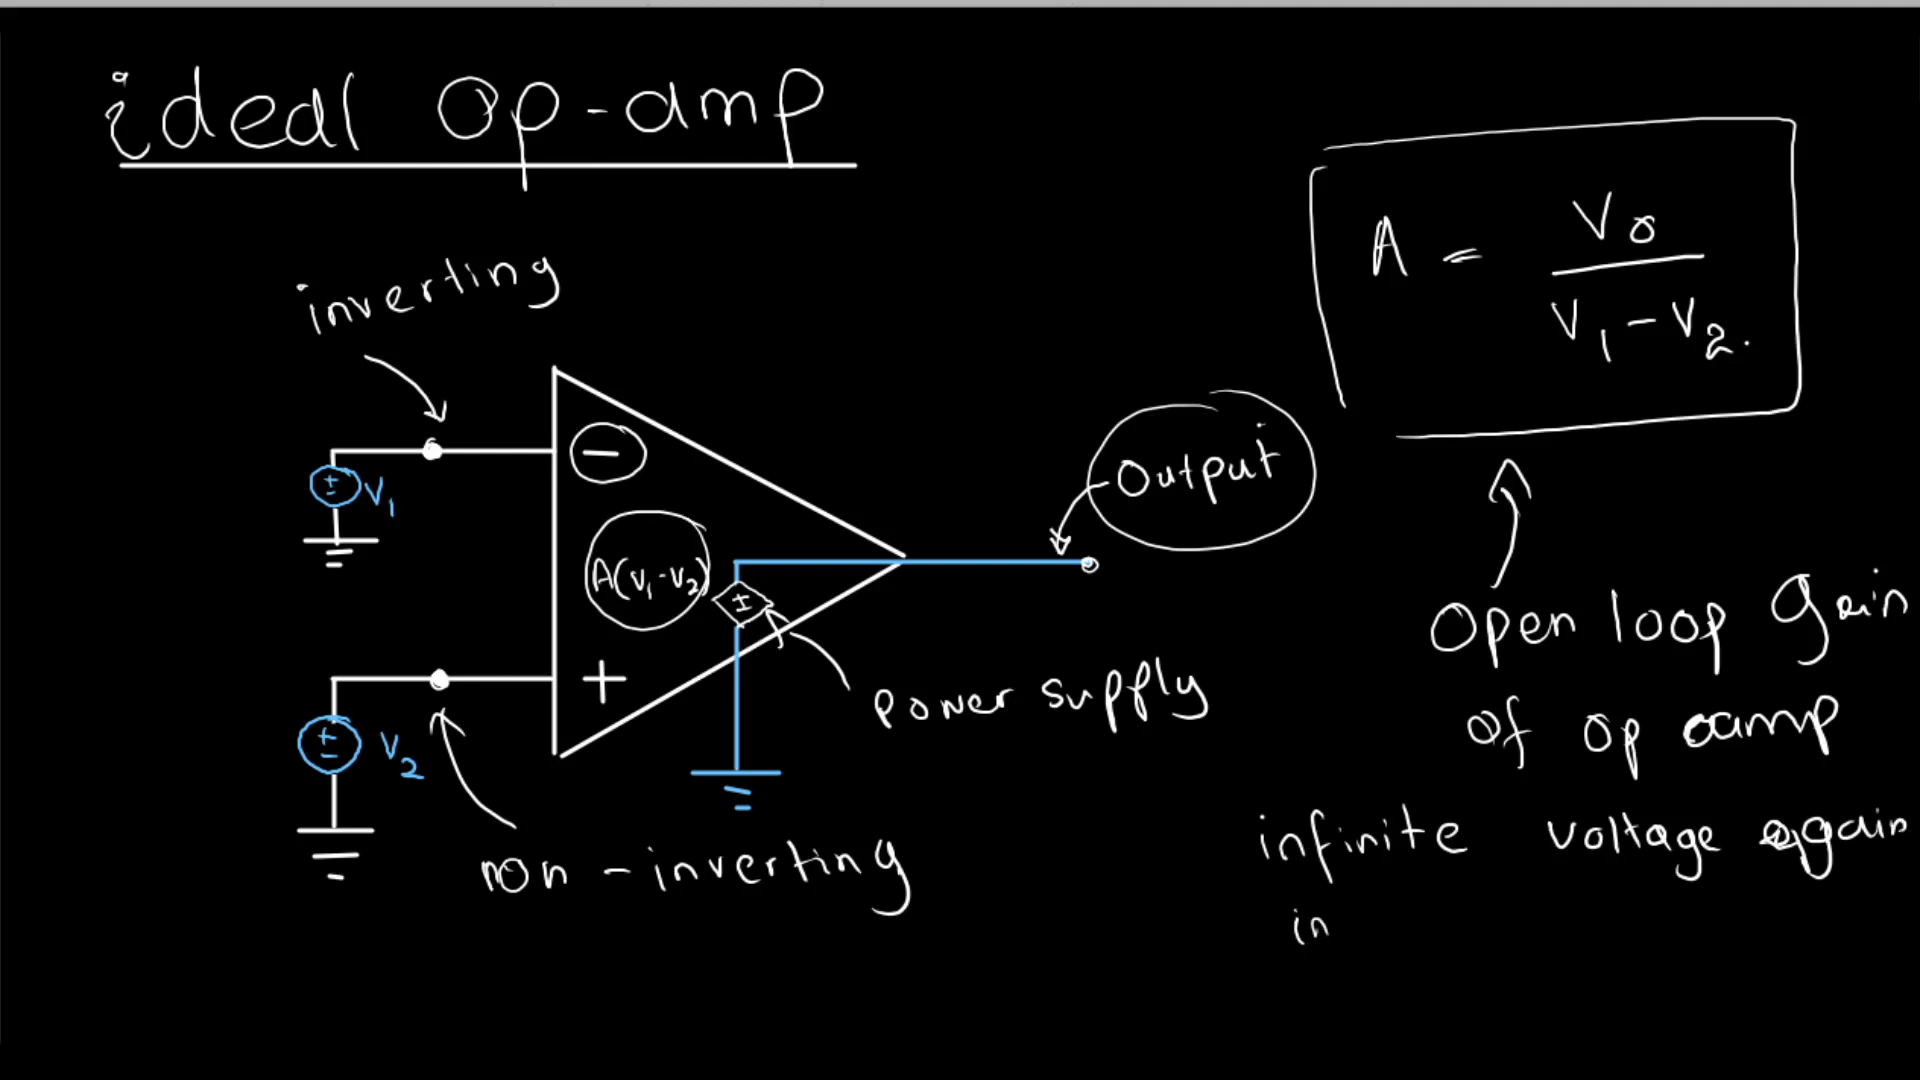 ideal op-amp
inverting
A = Vo / V1 - V2.
Output
V1
A(V1-V2)
power supply
V2
non-inverting
Open loop gain
of op amp
infinite voltage gain
in